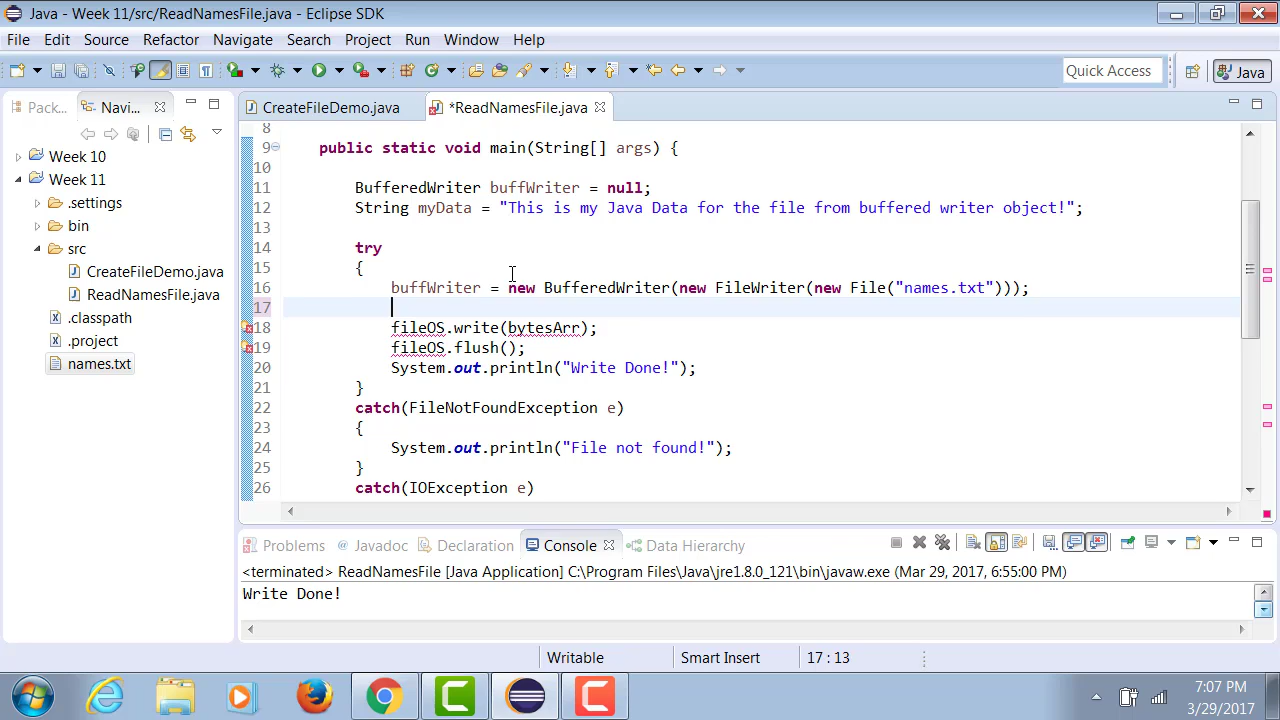 Java - Week 11/src/ReadNamesFile.java - Eclipse SDK
File Edit Source Refactor Navigate Search Project Run Window Help
Quick Access
Java
Pack...
Navi...
CreateFileDemo.java
*ReadNamesFile.java
Week 10
Week 11
.settings
bin
src
CreateFileDemo.java
ReadNamesFile.java
.classpath
.project
names.txt
8
9 public static void main(String[] args) {
10
11 BufferedWriter buffWriter = null;
12 String myData = "This is my Java Data for the file from buffered writer object!";
13
14 try
15 {
16 buffWriter = new BufferedWriter(new FileWriter(new File("names.txt")));
17
18 fileOS.write(bytesArr);
19 fileOS.flush();
20 System.out.println("Write Done!");
21 }
22 catch(FileNotFoundException e)
23 {
24 System.out.println("File not found!");
25 }
26 catch(IOException e)
Problems @ Javadoc Declaration Console Data Hierarchy
<terminated> ReadNamesFile [Java Application] C:\Program Files\Java\jre1.8.0_121\bin\javaw.exe (Mar 29, 2017, 6:55:00 PM)
Write Done!
Writable Smart Insert 17 : 13
7:07 PM
3/29/2017